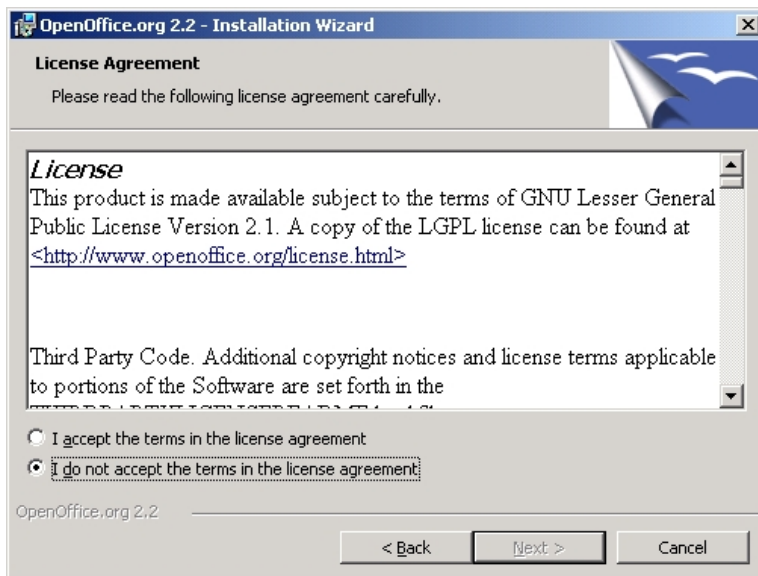 OpenOffice.org 2.2 - Installation Wizard
License Agreement
Please read the following license agreement carefully.
License
This product is made available subject to the terms of GNU Lesser General
Public License Version 2.1. A copy of the LGPL license can be found at
<http://www.openoffice.org/license.html>
Third Party Code. Additional copyright notices and license terms applicable
to portions of the Software are set forth in the
I accept the terms in the license agreement
I do not accept the terms in the license agreement
OpenOffice.org 2.2
< Back
Next >
Cancel